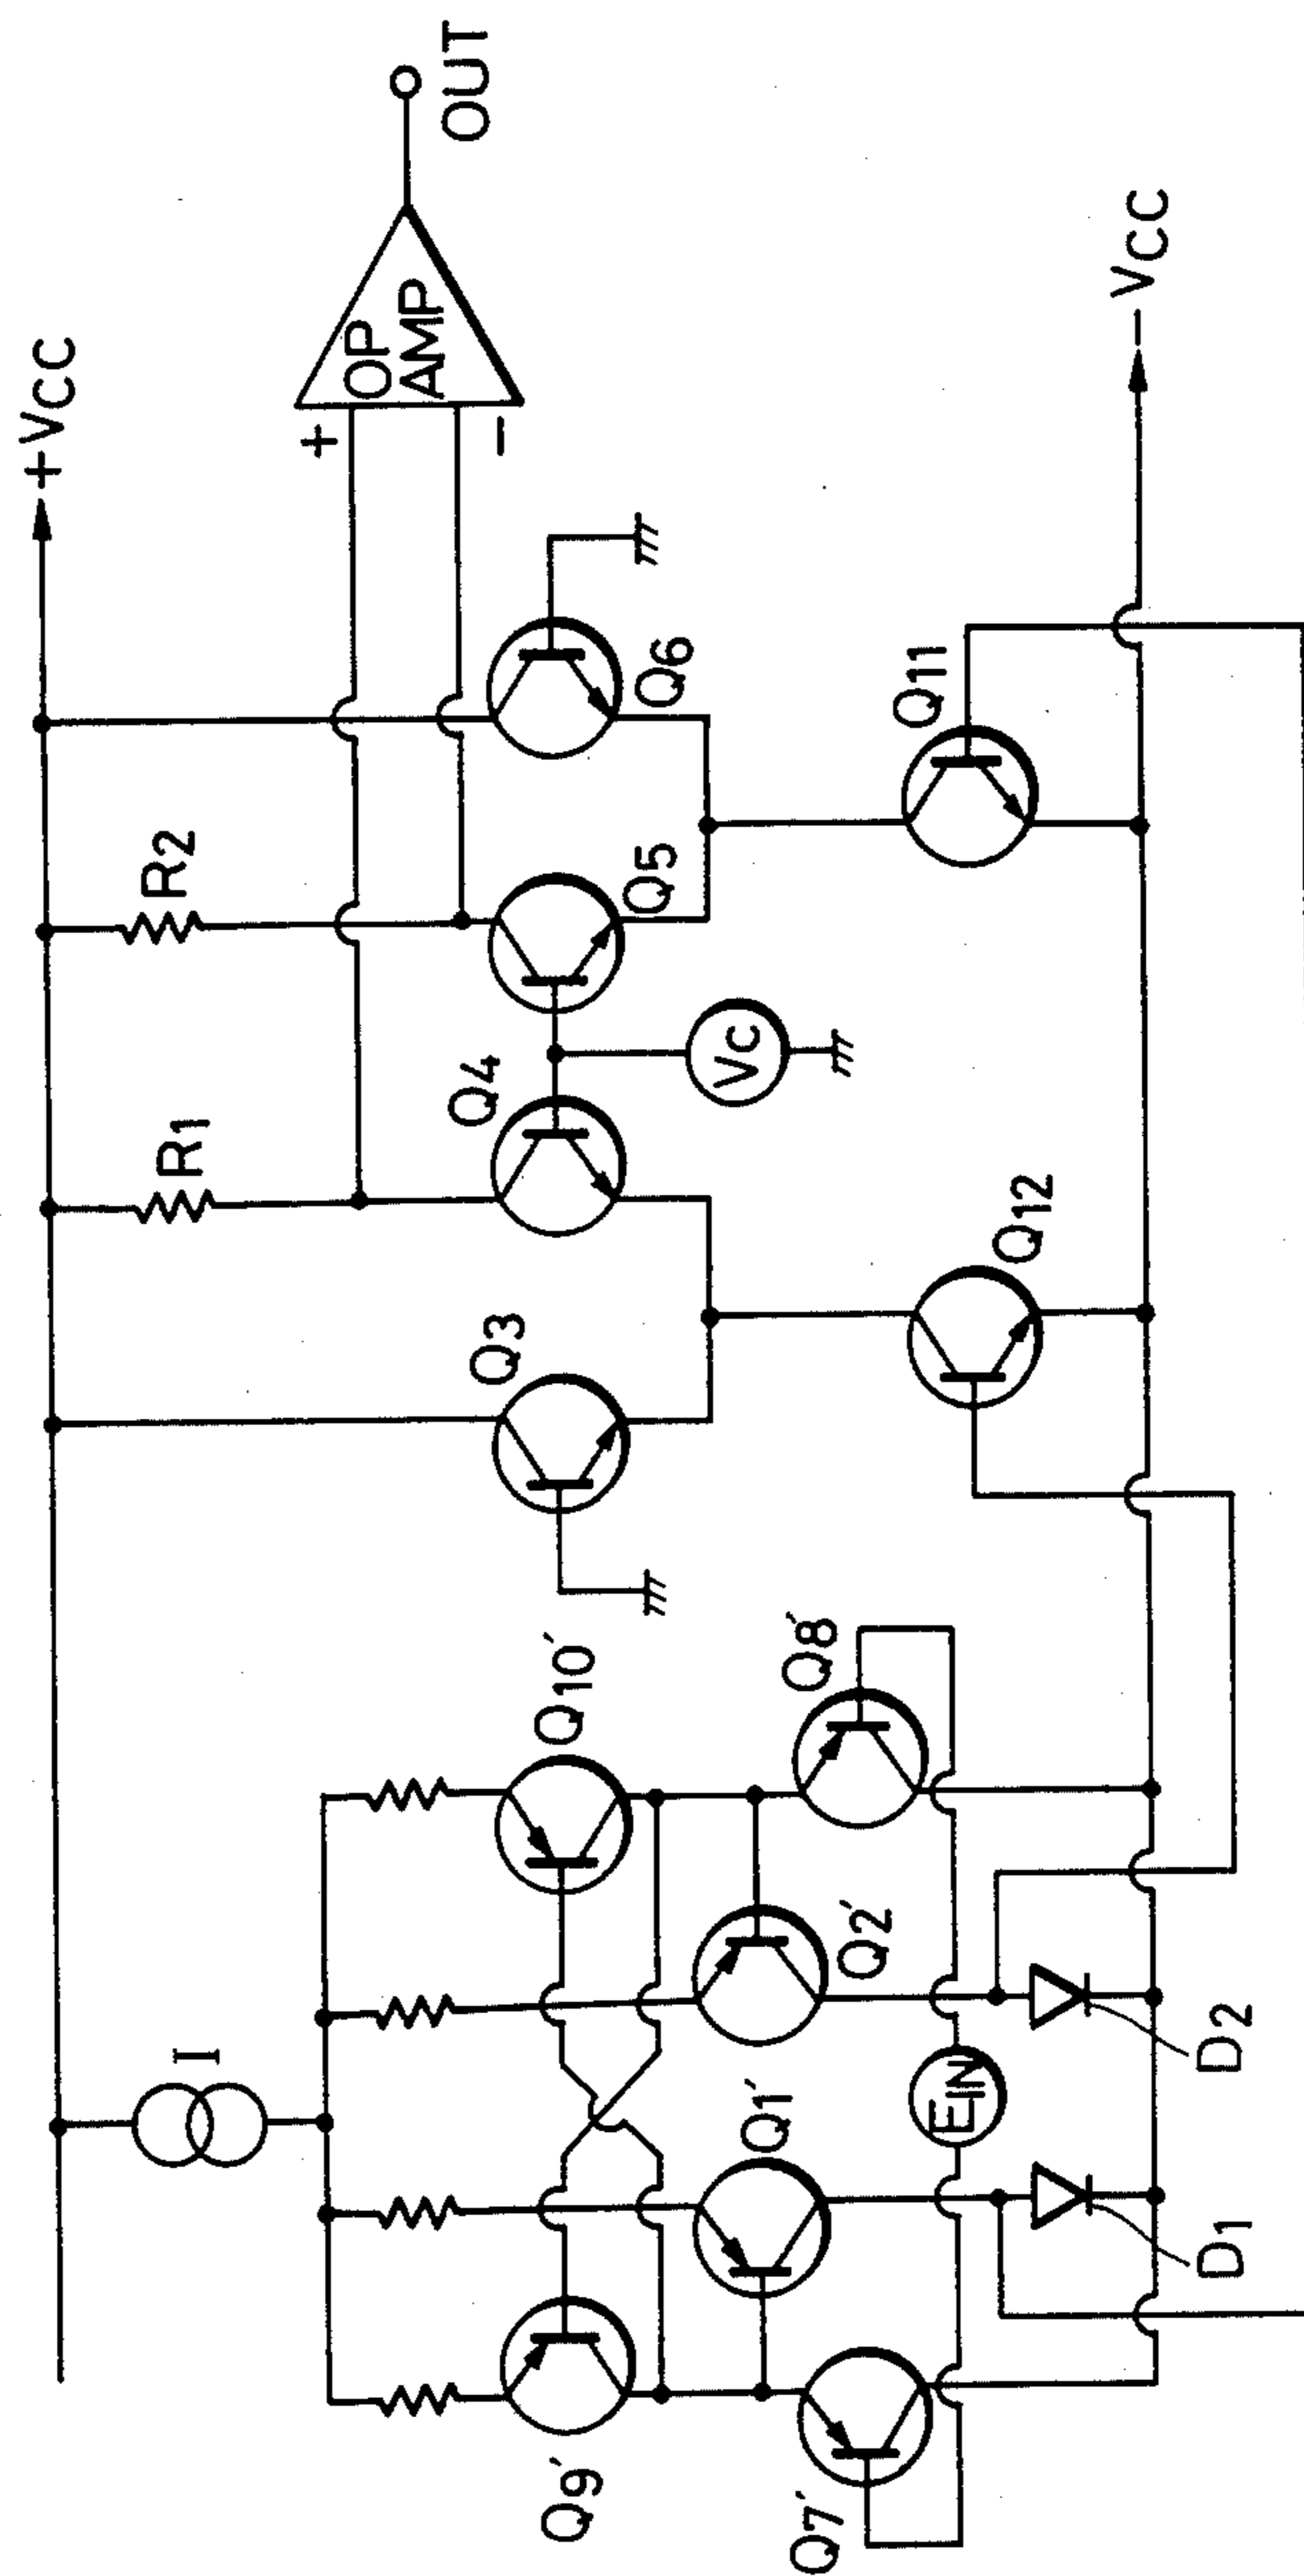 +VCC
I
R1
R2
+
OP
AMP
−
OUT
Q9′
Q10′
Q3
Q4
Q5
Q6
Q1′
Q2′
VC
Q7′
Q8′
Q12
Q11
EIN
D1
D2
−VCC